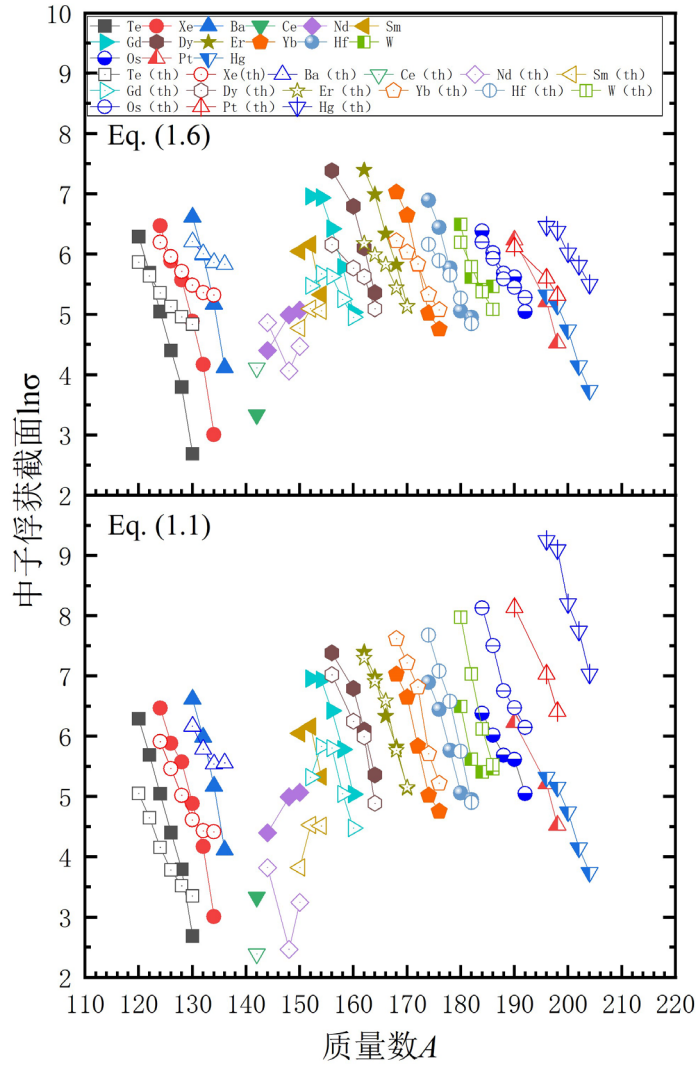 10
Te Xe Ba Ce Nd Sm
Gd Dy Er Yb Hf W
Os Pt Hg
Te (th) Xe(th) Ba (th) Ce (th) Nd (th) Sm (th)
Gd (th) Dy (th) Er (th) Yb (th) Hf (th) W (th)
Os (th) Pt (th) Hg (th)
9
8
Eq. (1.6)
7
6
5
4
3
2
中子俘获截面lnσ
Eq. (1.1)
9
8
7
6
5
4
3
2
110 120 130 140 150 160 170 180 190 200 210 220
质量数A